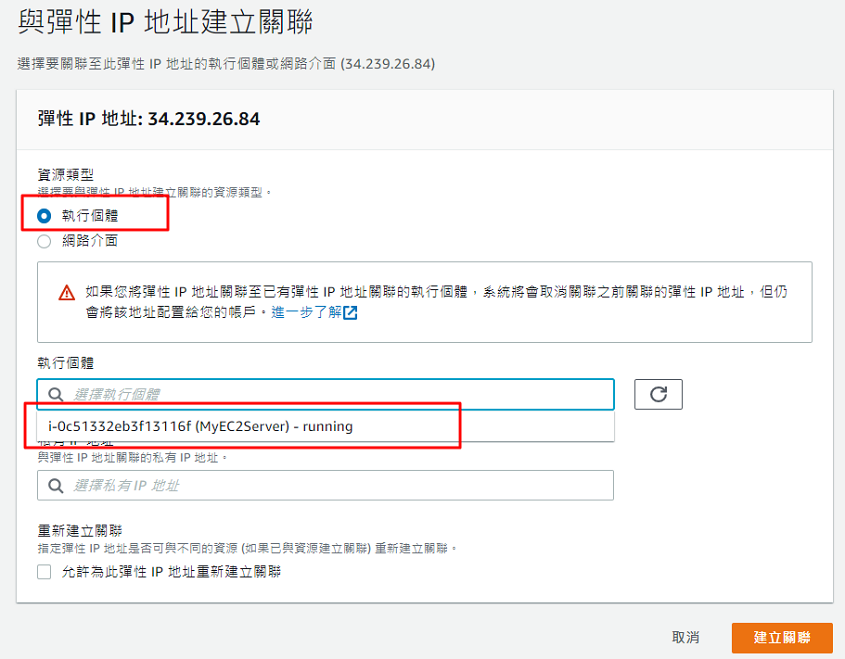 與彈性 IP 地址建立關聯
選擇要關聯至此彈性 IP 地址的執行個體或網路介面 (34.239.26.84)
彈性 IP 地址: 34.239.26.84
資源類型
選擇要與彈性 IP 地址建立關聯的資源類型。
執行個體
網路介面
如果您將彈性 IP 地址關聯至已有彈性 IP 地址關聯的執行個體，系統將會取消關聯之前關聯的彈性 IP 地址，但仍
會將該地址配置給您的帳戶。進一步了解
執行個體
選擇執行個體
i-0c51332eb3f13116f (MyEC2Server) - running
私有 IP 地址
與彈性 IP 地址關聯的私有 IP 地址。
選擇私有 IP 地址
重新建立關聯
指定彈性 IP 地址是否可與不同的資源 (如果已與資源建立關聯) 重新建立關聯。
允許為此彈性 IP 地址重新建立關聯
取消
建立關聯